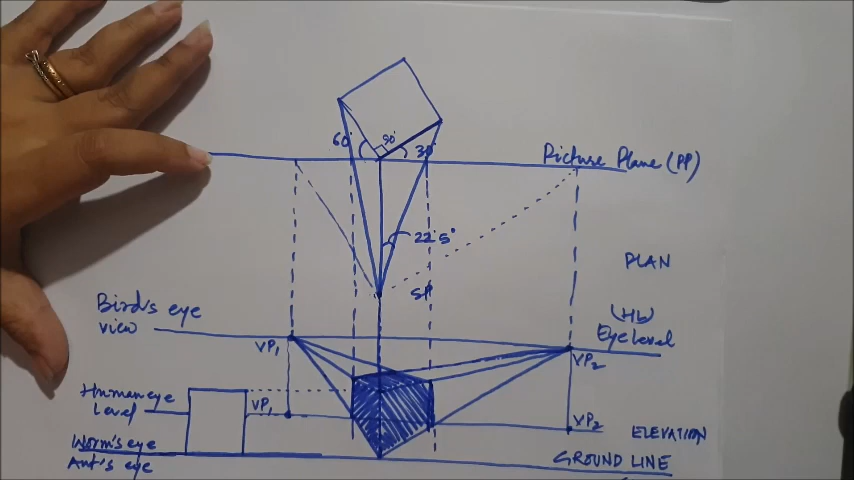 60°
90°
30°
Picture Plane (PP)
22.5°
SP
PLAN
Bird's eye
view
(HL)
Eye level
VP1
VP2
Human eye
Level
VP1
VP2
ELEVATION
Worm's eye
Ant's eye
GROUND LINE